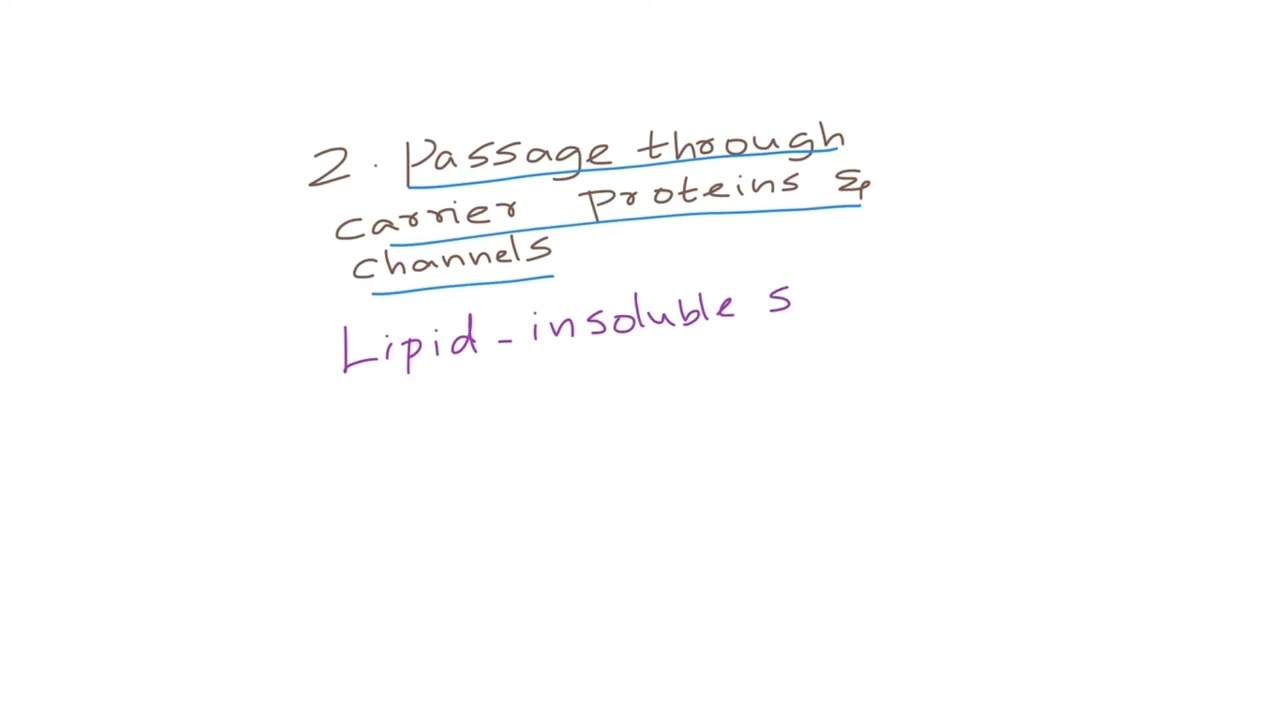 2. Passage through
carrier proteins &
channels
Lipid-insoluble s